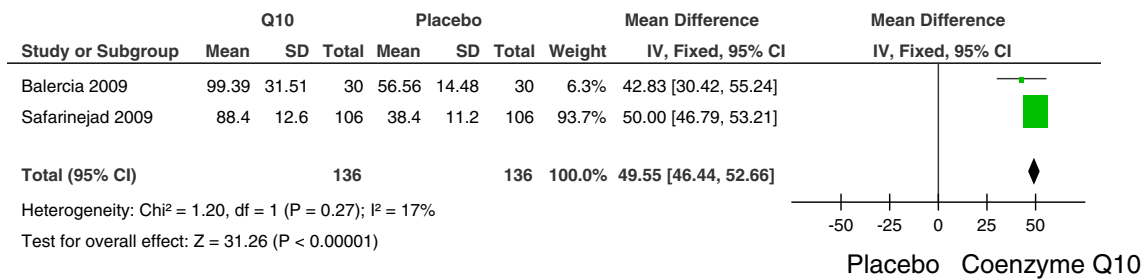 Q10 Placebo Mean Difference Mean Difference
Study or Subgroup Mean SD Total Mean SD Total Weight IV, Fixed, 95% CI IV, Fixed, 95% CI
Balercia 2009 99.39 31.51 30 56.56 14.48 30 6.3% 42.83 [30.42, 55.24]
Safarinejad 2009 88.4 12.6 106 38.4 11.2 106 93.7% 50.00 [46.79, 53.21]
Total (95% CI) 136 136 100.0% 49.55 [46.44, 52.66]
Heterogeneity: Chi² = 1.20, df = 1 (P = 0.27); I² = 17%
Test for overall effect: Z = 31.26 (P < 0.00001)
-50 -25 0 25 50
Placebo Coenzyme Q10